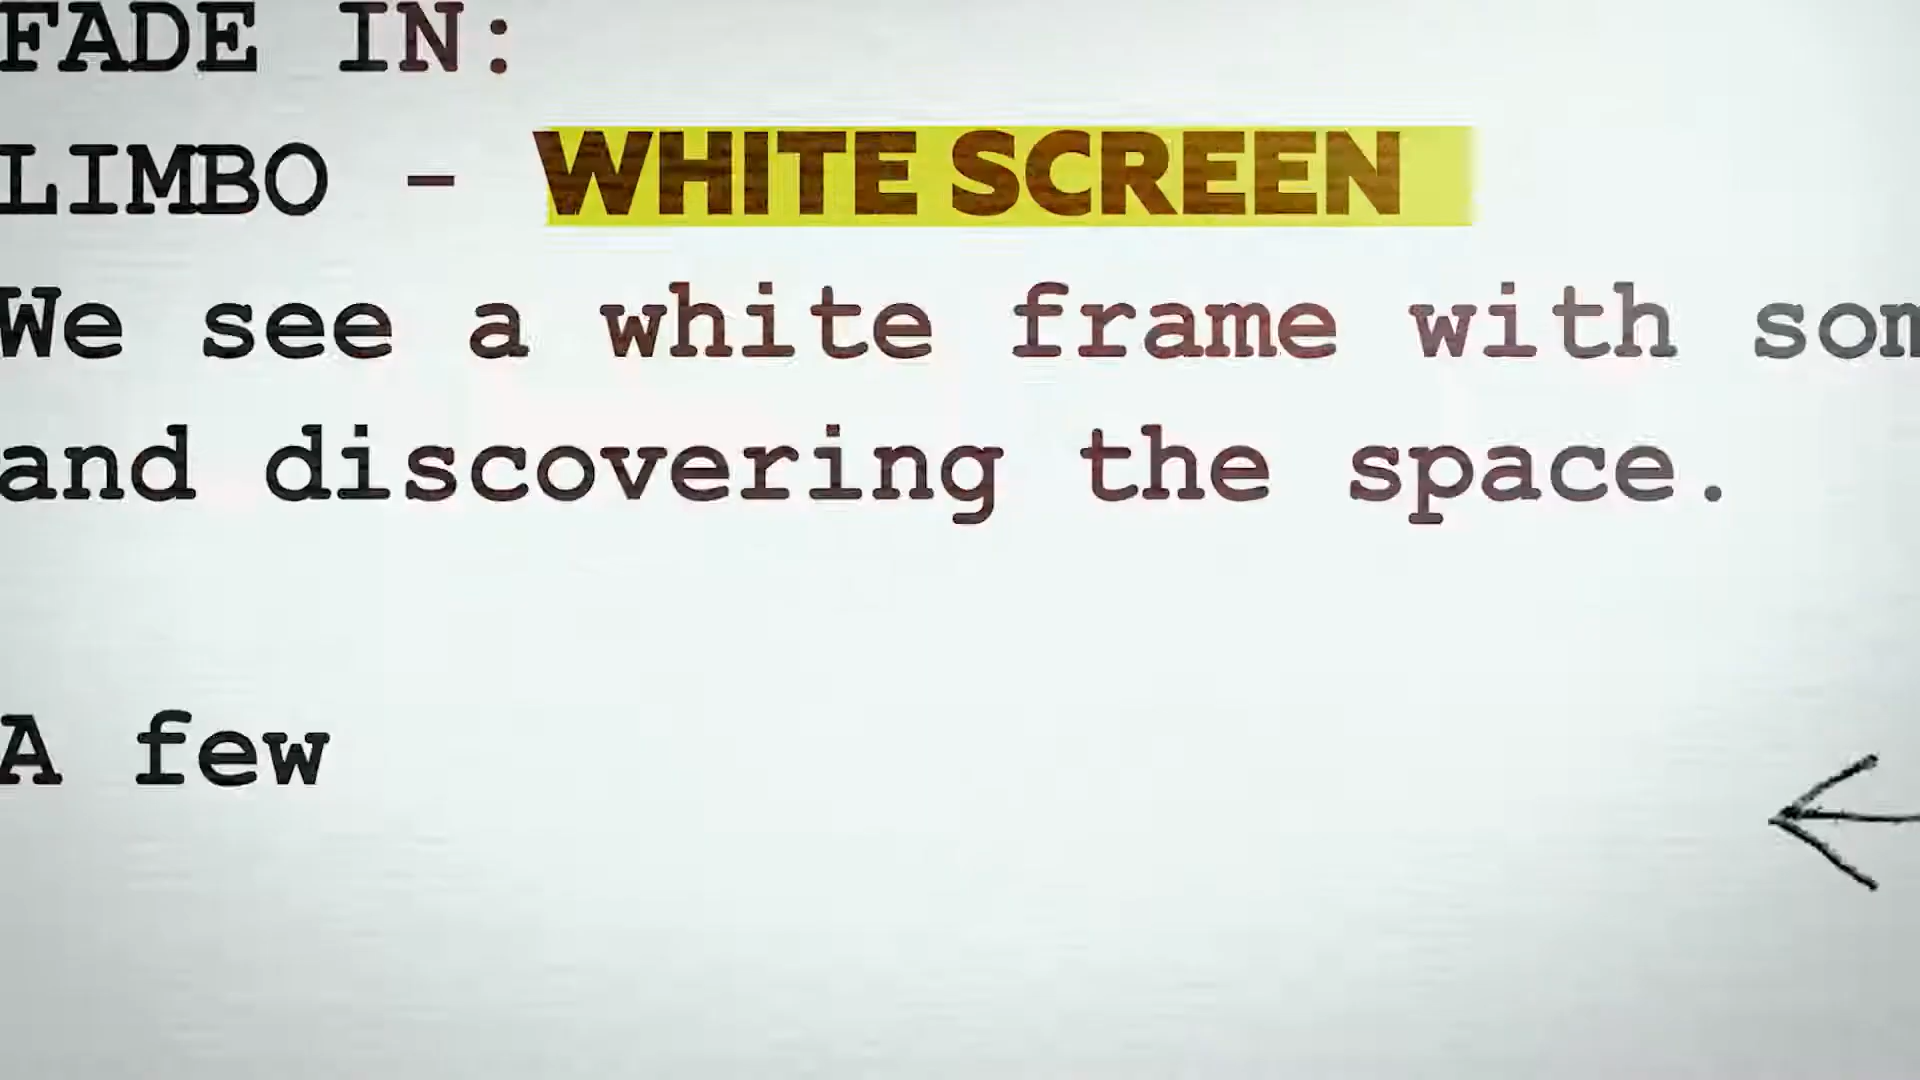 FADE IN:
LIMBO - WHITE SCREEN
We see a white frame with
and discovering the space.
A few